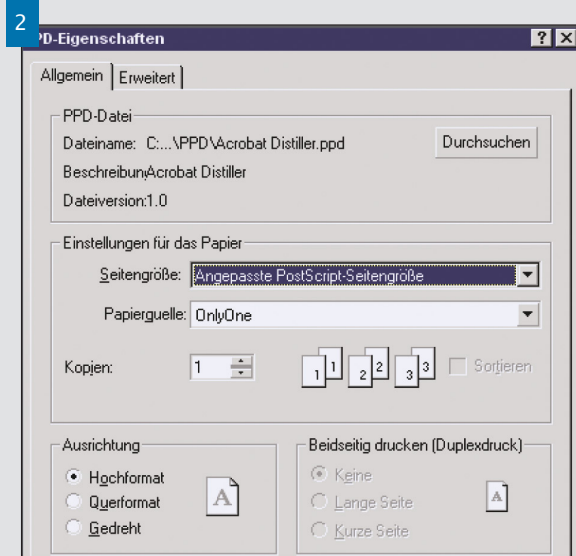 2
PD-Eigenschaften
Allgemein Erweitert
PPD-Datei
Dateiname: C:...\PPD\Acrobat Distiller.ppd Durchsuchen
BeschreibunAcrobat Distiller
Dateiversion:1.0
Einstellungen für das Papier
Seitengröße: Angepasste PostScript-Seitengröße
Papierquelle: OnlyOne
Kopien: 1 1 1 2 2 3 3 Sortieren
Ausrichtung Beidseitig drucken (Duplexdruck)
Hochformat Keine
Querformat A Lange Seite A
Gedreht Kurze Seite